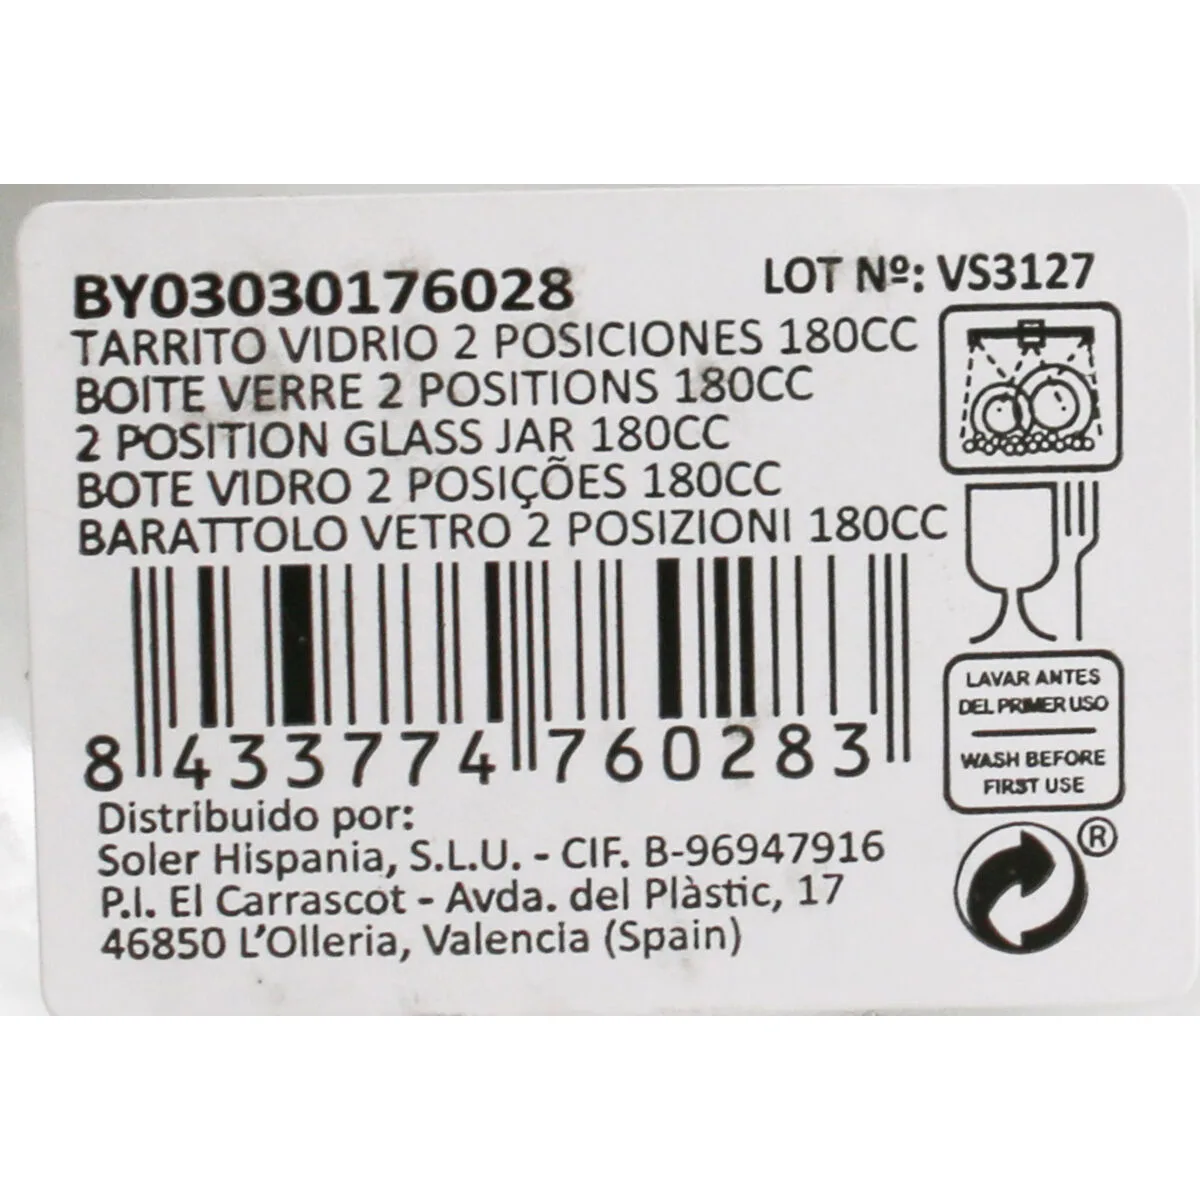 BY03030176028
LOT Nº: VS3127
TARRITO VIDRIO 2 POSICIONES 180CC
BOITE VERRE 2 POSITIONS 180CC
2 POSITION GLASS JAR 180CC
BOTE VIDRO 2 POSIÇÕES 180CC
BARATTOLO VETRO 2 POSIZIONI 180CC
8 433774 760283
LAVAR ANTES
DEL PRIMER USO
WASH BEFORE
FIRST USE
®
Distribuido por:
Soler Hispania, S.L.U. - CIF. B-96947916
P.I. El Carrascot - Avda. del Plàstic, 17
46850 L'Olleria, Valencia (Spain)